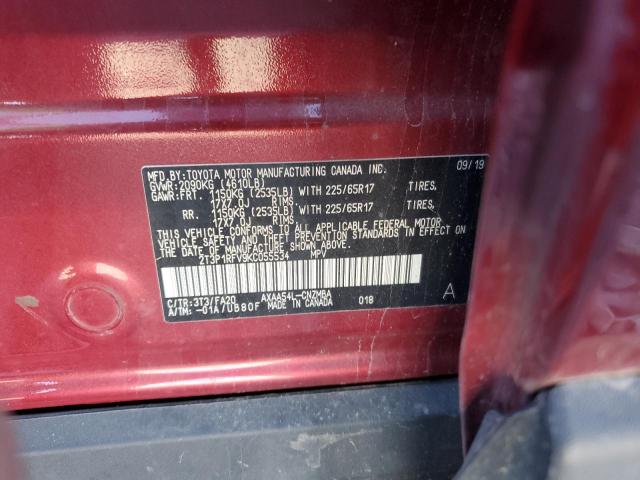 MFD. BY: TOYOTA MOTOR MANUFACTURING CANADA INC. 09/19
GVWR: 2090KG (4610LB)
GAWR: FRT. 1150KG (2535LB) WITH 225/65R17 TIRES,
17X7.0J RIMS
RR. 1150KG (2535LB) WITH 225/65R17 TIRES,
17X7.0J RIMS
THIS VEHICLE CONFORMS TO ALL APPLICABLE FEDERAL MOTOR
VEHICLE SAFETY, BUMPER, AND THEFT PREVENTION STANDARDS IN
EFFECT ON THE DATE OF MANUFACTURE SHOWN ABOVE.
2T3P1RFV9KC055534 MPV
C/TR: 3T3/FA20 AXAA54L-CNZMBA 018 A
A/TM: -01A/UB80F MADE IN CANADA